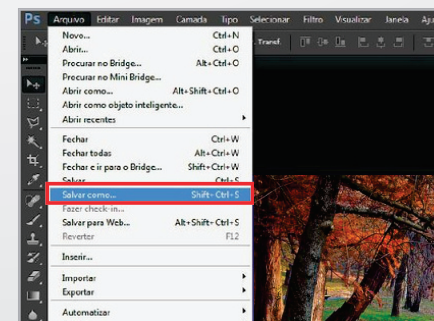 Ps Arquivo Editar Imagem Camada Tipo Selecionar Filtro Visualizar Janela
Transf.
Novo... Ctrl+N
Abrir... Ctrl+O
Procurar no Bridge... Alt+Ctrl+O
Procurar no Mini Bridge...
Abrir como... Alt+Shift+Ctrl+O
Abrir como objeto inteligente...
Abrir recentes
Fechar Ctrl+W
Fechar todas Alt+Ctrl+W
Fechar e ir para o Bridge... Shift+Ctrl+W
Salvar Ctrl+S
Salvar como... Shift+Ctrl+S
Fazer check-in...
Salvar para Web... Alt+Shift+Ctrl+S
Reverter F12
Inserir...
Importar
Exportar
Automatizar